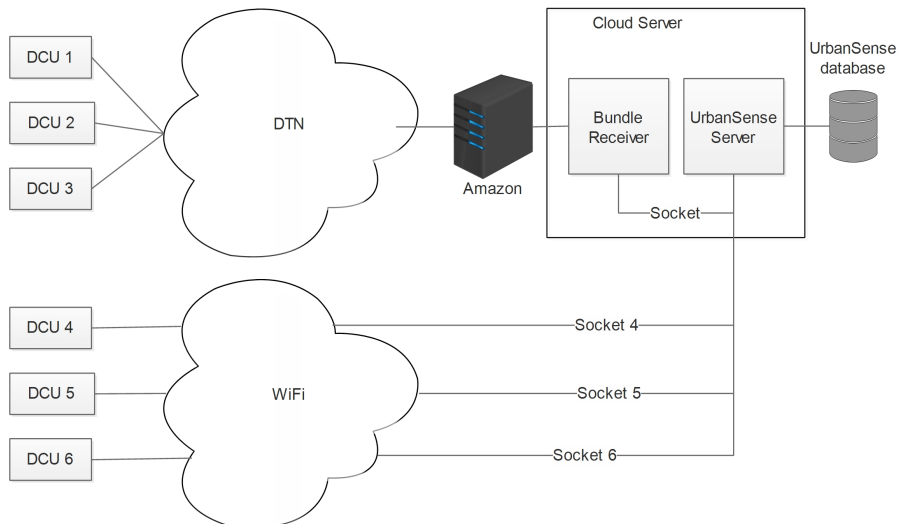 Cloud Server
UrbanSense
database
DCU 1
DCU 2
DCU 3
DTN
Amazon
Bundle
Receiver
UrbanSense
Server
Socket
DCU 4
DCU 5
DCU 6
WiFi
Socket 4
Socket 5
Socket 6